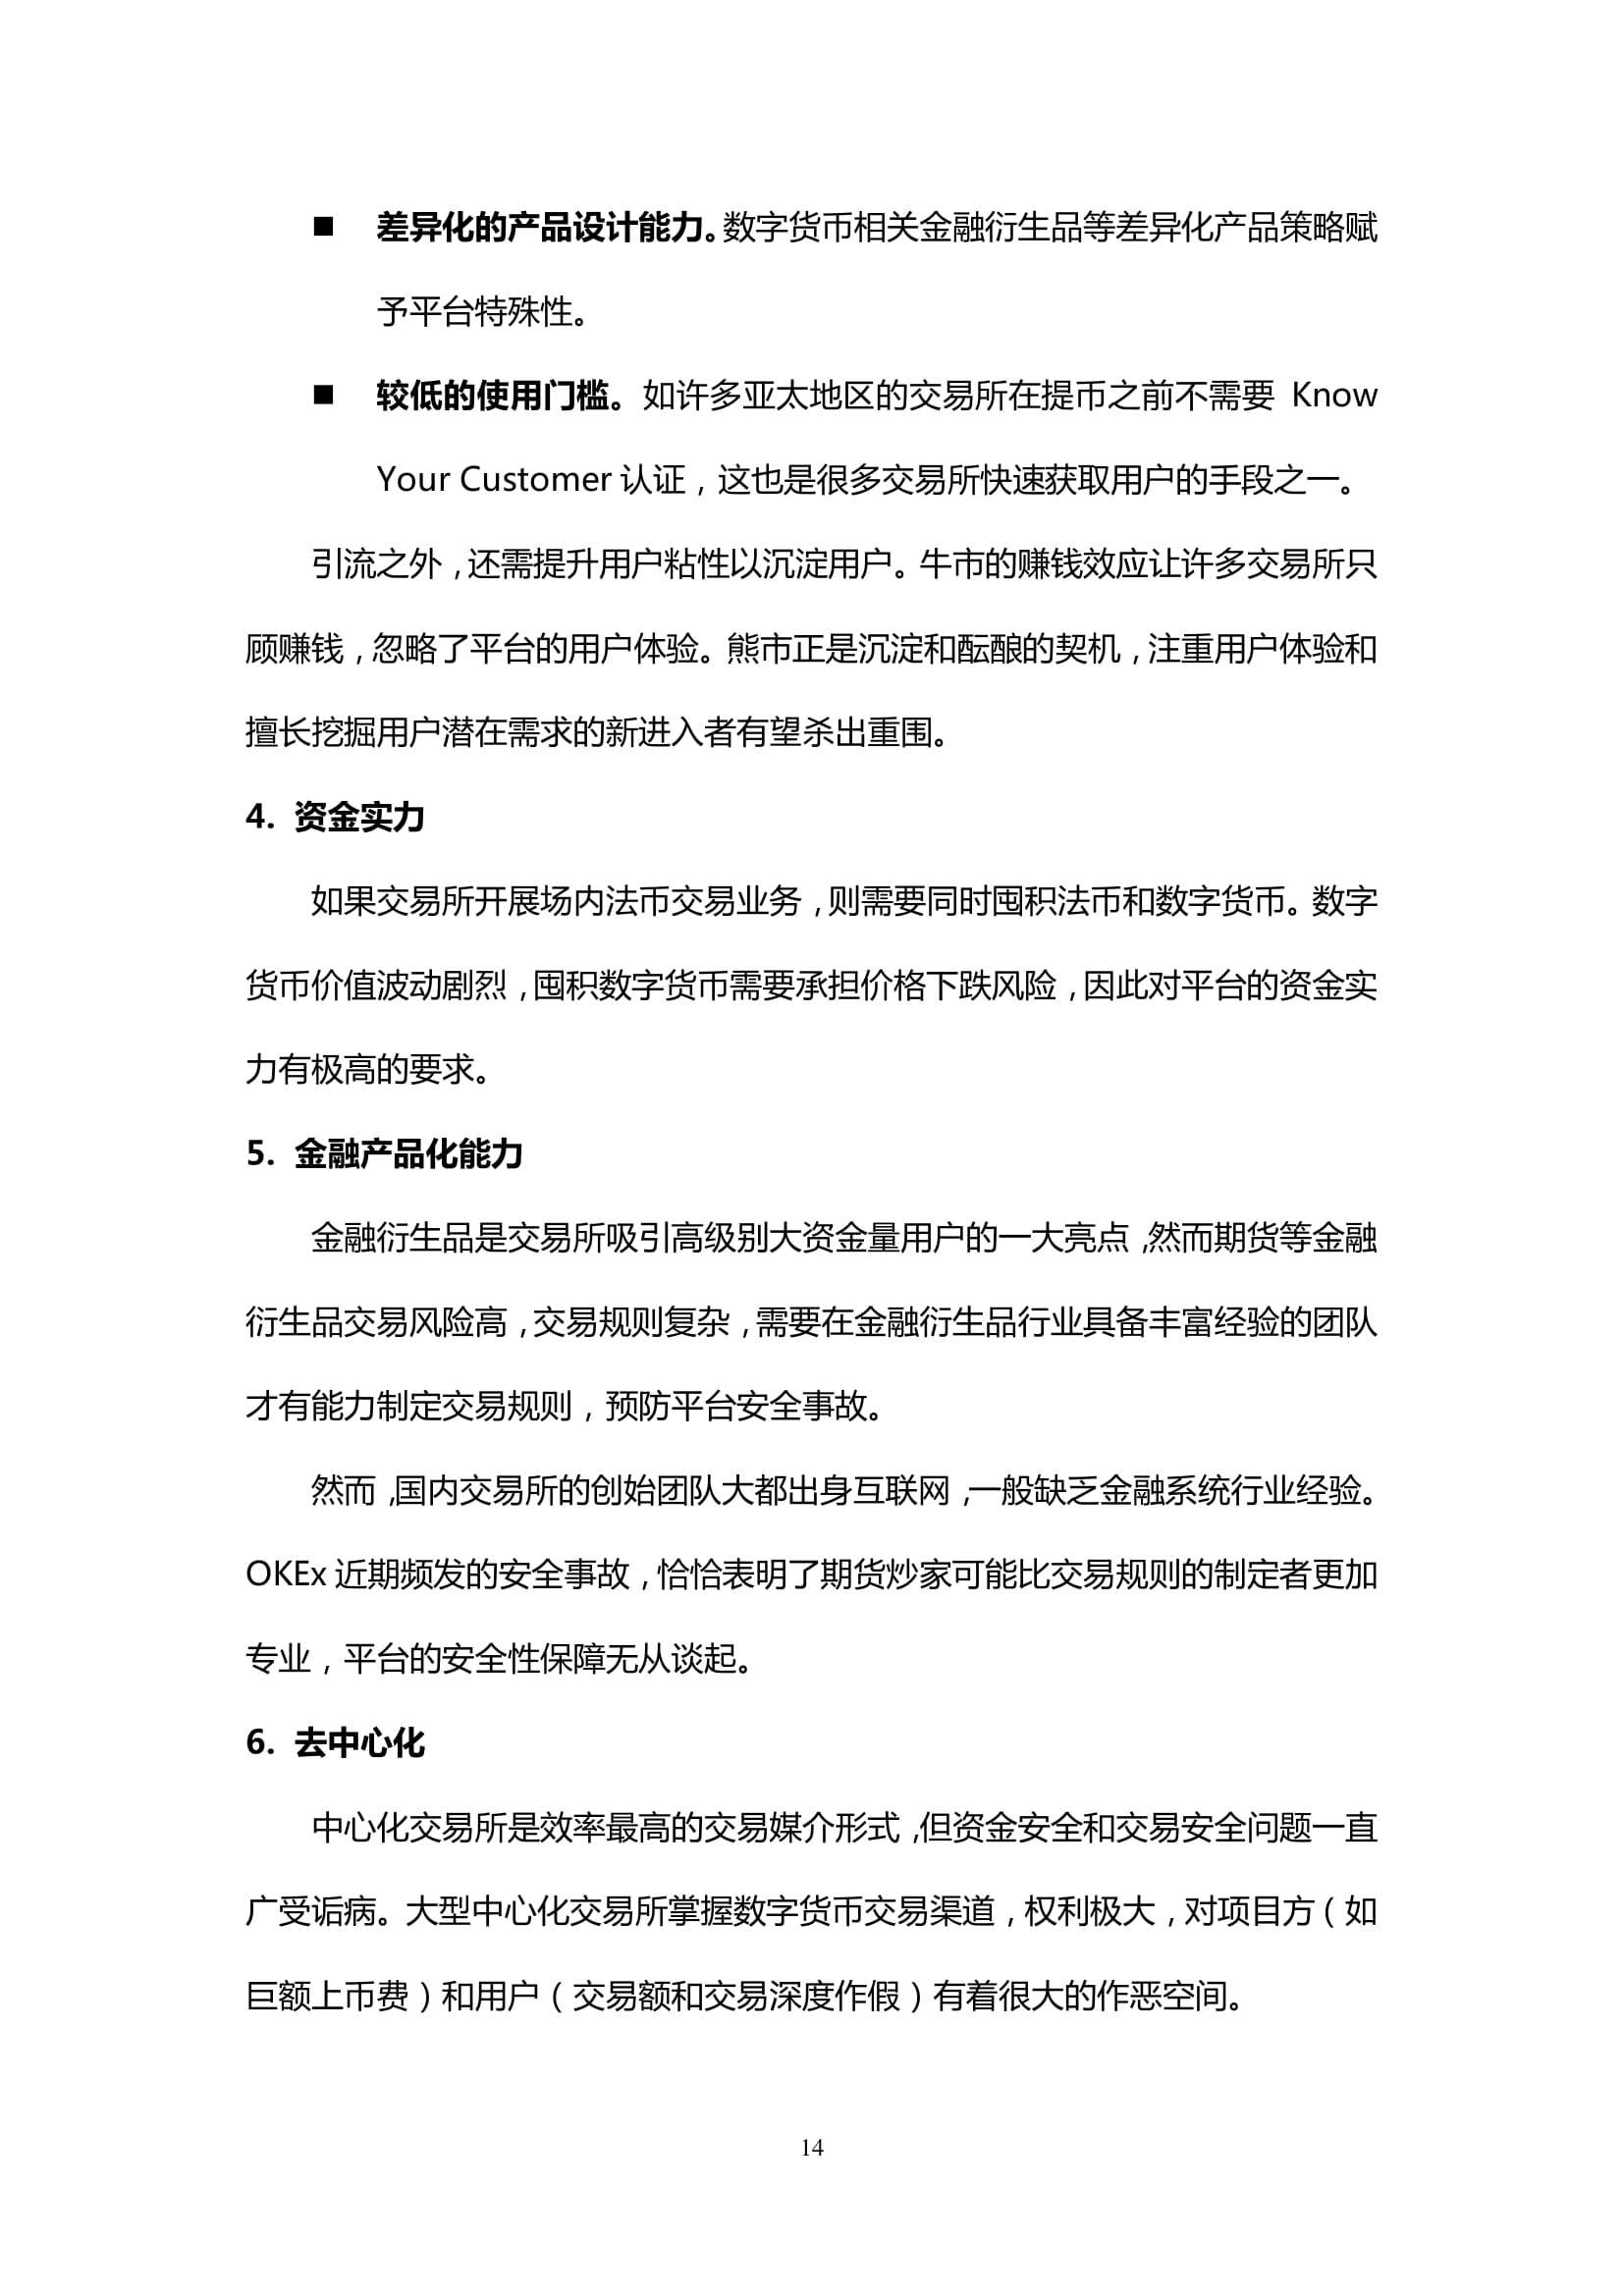 ■ 差异化的产品设计能力。数字货币相关金融衍生品等差异化产品策略赋
予平台特殊性。
■ 较低的使用门槛。如许多亚太地区的交易所在提币之前不需要 Know
Your Customer 认证，这也是很多交易所快速获取用户的手段之一。
引流之外，还需提升用户粘性以沉淀用户。牛市的赚钱效应让许多交易所只
顾赚钱，忽略了平台的用户体验。熊市正是沉淀和酝酿的契机，注重用户体验和
擅长挖掘用户潜在需求的新进入者有望杀出重围。
4. 资金实力
如果交易所开展场内法币交易业务，则需要同时囤积法币和数字货币。数字
货币价值波动剧烈，囤积数字货币需要承担价格下跌风险，因此对平台的资金实
力有极高的要求。
5. 金融产品化能力
金融衍生品是交易所吸引高级别大资金量用户的一大亮点，然而期货等金融
衍生品交易风险高，交易规则复杂，需要在金融衍生品行业具备丰富经验的团队
才有能力制定交易规则，预防平台安全事故。
然而，国内交易所的创始团队大都出身互联网，一般缺乏金融系统行业经验。
OKEx 近期频发的安全事故，恰恰表明了期货炒家可能比交易规则的制定者更加
专业，平台的安全性保障无从谈起。
6. 去中心化
中心化交易所是效率最高的交易媒介形式，但资金安全和交易安全问题一直
广受诟病。大型中心化交易所掌握数字货币交易渠道，权利极大，对项目方（如
巨额上币费）和用户（交易额和交易深度作假）有着很大的作恶空间。
14